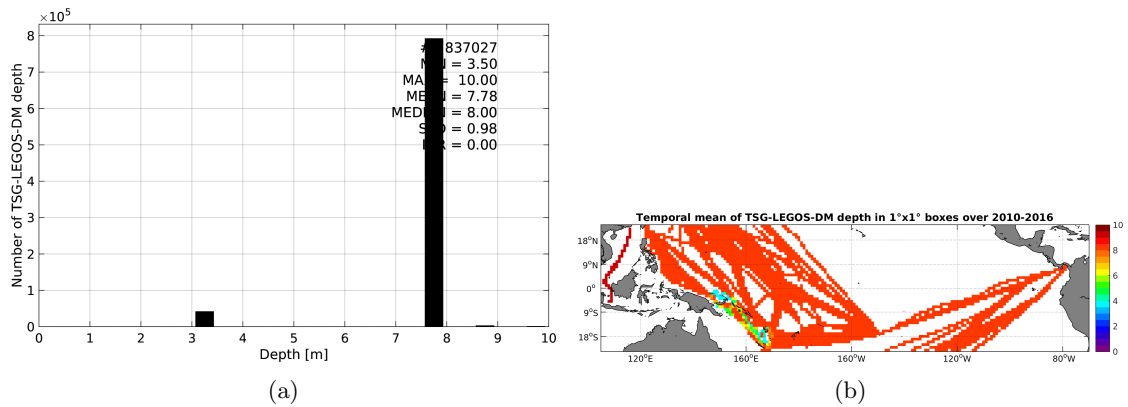 ×10⁵
8
7
6
5
4
3
2
1
0
Number of TSG-LEGOS-DM depth
837027
= 3.50
= 10.00
= 7.78
= 8.00
= 0.98
= 0.00
0 1 2 3 4 5 6 7 8 9 10
Depth [m]
(a)
Temporal mean of TSG-LEGOS-DM depth in 1°x1° boxes over 2010-2016
18°N
9°N
0°
9°S
18°S
120°E 160°E 160°W 120°W 80°W
10
8
6
4
2
0
(b)